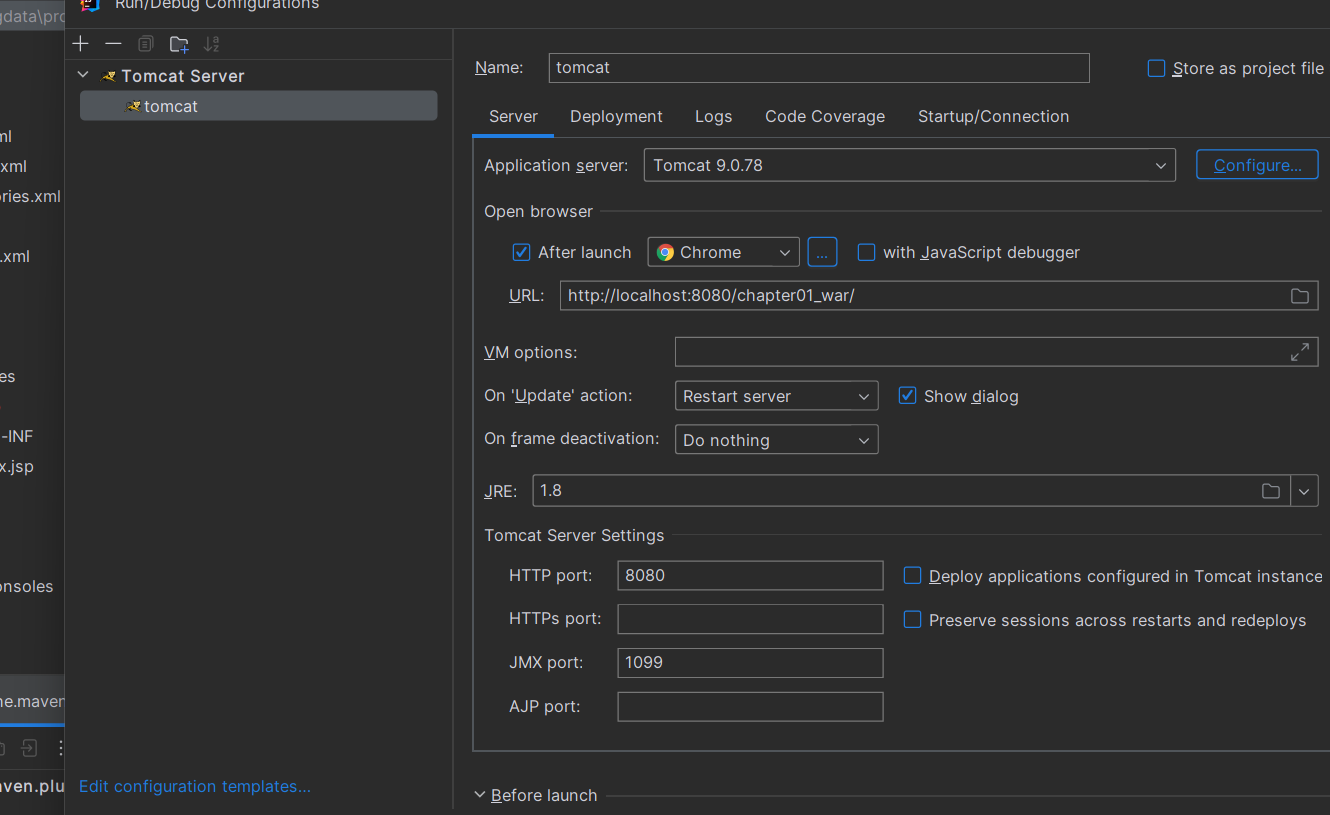 Run/Debug Configurations
gdata\pro
Tomcat Server
tomcat
Name: tomcat
Store as project file
Server Deployment Logs Code Coverage Startup/Connection
Application server: Tomcat 9.0.78 Configure...
Open browser
After launch Chrome ... with JavaScript debugger
URL: http://localhost:8080/chapter01_war/
VM options:
On 'Update' action: Restart server Show dialog
On frame deactivation: Do nothing
JRE: 1.8
Tomcat Server Settings
HTTP port: 8080 Deploy applications configured in Tomcat instance
HTTPs port: Preserve sessions across restarts and redeploys
JMX port: 1099
AJP port:
Before launch
Edit configuration templates...
ml
xml
ries.xml
.xml
es
-INF
x.jsp
onsoles
ne.maven
aven.plu